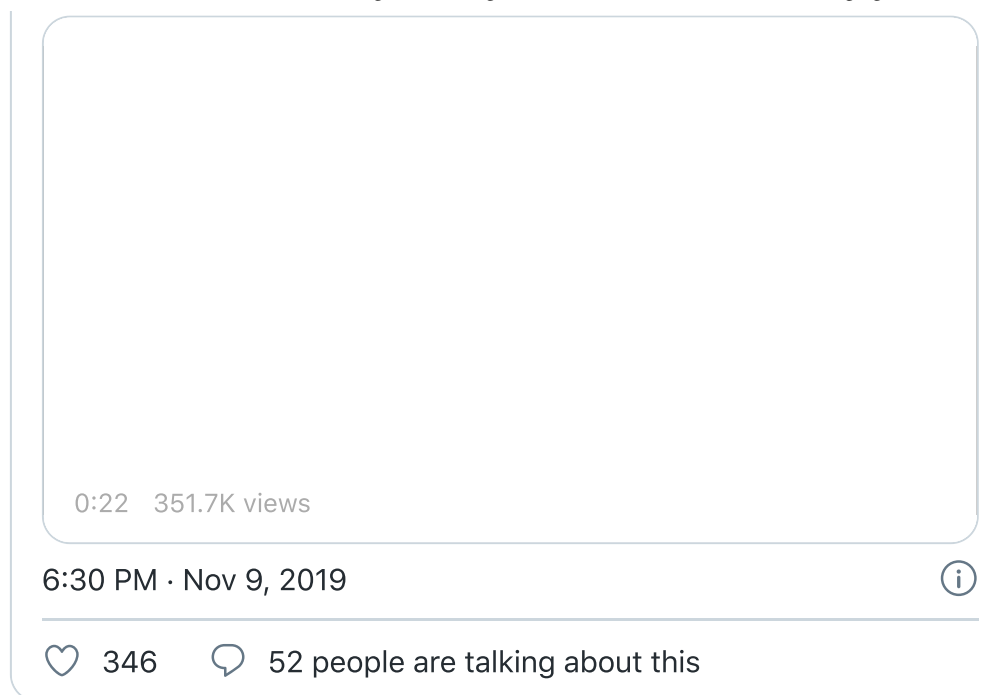 0:22 351.7K views
6:30 PM · Nov 9, 2019
346 52 people are talking about this